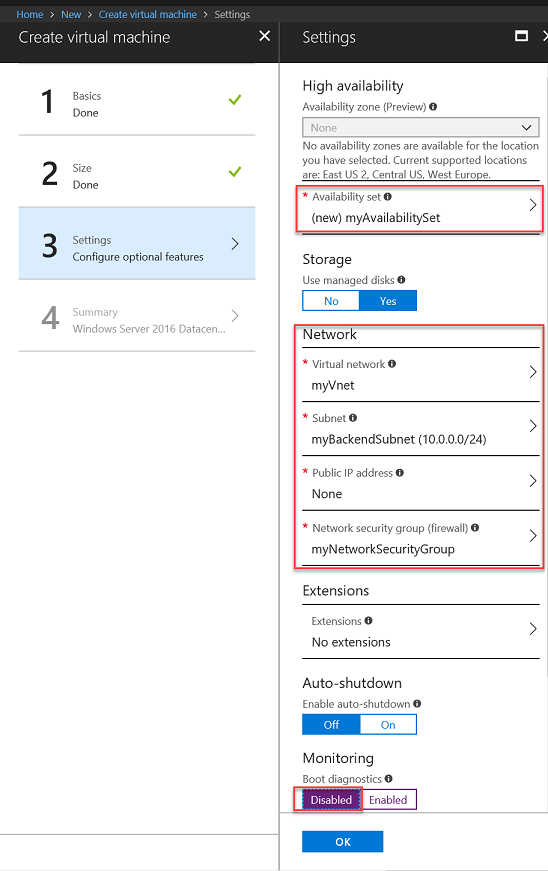 Home > New > Create virtual machine > Settings
Create virtual machine
1
Basics
Done
2
Size
Done
3
Settings
Configure optional features
4
Summary
Windows Server 2016 Datacen...
Settings
High availability
Availability zone (Preview)
None
No availability zones are available for the location
you have selected. Current supported locations
are: East US 2, Central US, West Europe.
* Availability set
(new) myAvailabilitySet
Storage
Use managed disks
No Yes
Network
* Virtual network
myVnet
* Subnet
myBackendSubnet (10.0.0.0/24)
* Public IP address
None
* Network security group (firewall)
myNetworkSecurityGroup
Extensions
Extensions
No extensions
Auto-shutdown
Enable auto-shutdown
Off On
Monitoring
Boot diagnostics
Disabled Enabled
OK